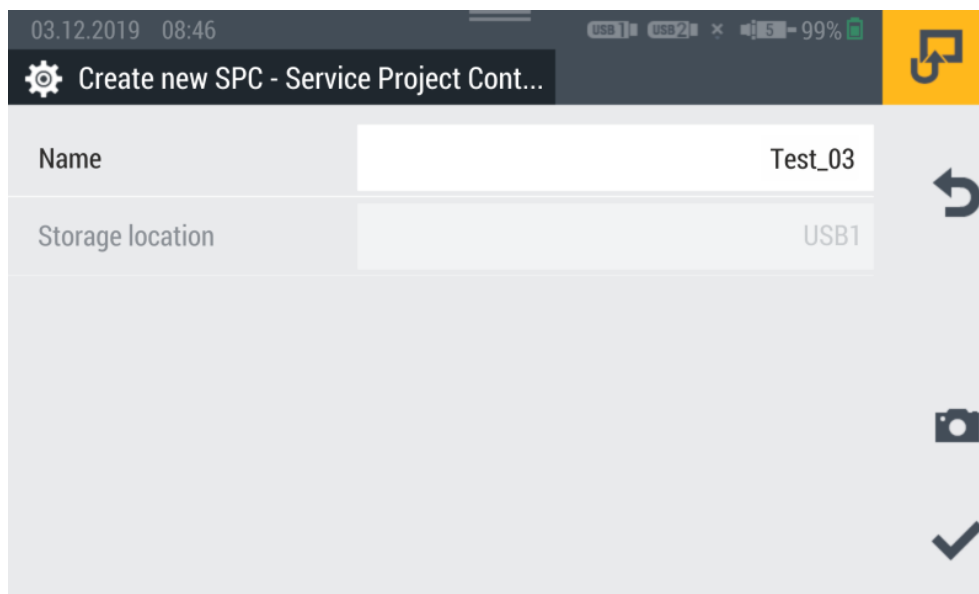 03.12.2019 08:46 USB1 USB2 5 99%
Create new SPC - Service Project Cont...
Name Test_03
Storage location USB1